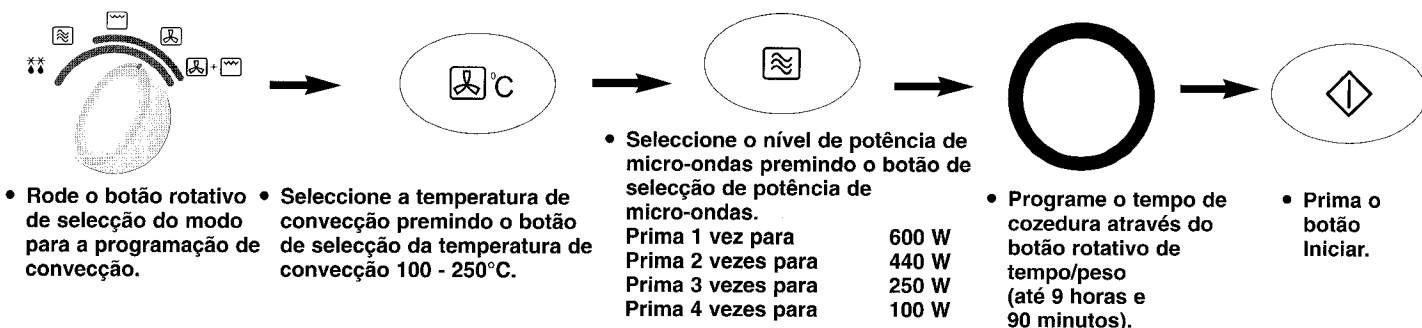 °C
• Rode o botão rotativo
de selecção do modo
para a programação de
convecção.
• Seleccione a temperatura de
convecção premindo o botão
de selecção da temperatura de
convecção 100 - 250°C.
• Seleccione o nível de potência de
micro-ondas premindo o botão de
selecção de potência de
micro-ondas.
Prima 1 vez para 600 W
Prima 2 vezes para 440 W
Prima 3 vezes para 250 W
Prima 4 vezes para 100 W
• Programe o tempo de
cozedura através do
botão rotativo de
tempo/peso
(até 9 horas e
90 minutos).
• Prima o
botão
Iniciar.